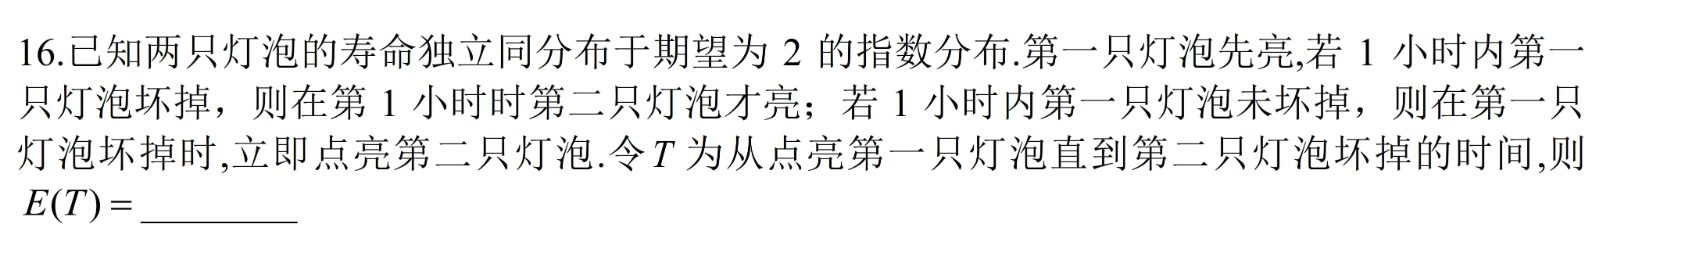 16.己知两只灯泡的寿命独立同分布于期望为 2 的指数分布.第一只灯泡先亮,若 1 小时内第一
只灯泡坏掉，则在第 1 小时时第二只灯泡才亮；若 1 小时内第一只灯泡未坏掉，则在第一只
灯泡坏掉时,立即点亮第二只灯泡.令 T 为从点亮第一只灯泡直到第二只灯泡坏掉的时间,则
E(T) = ________